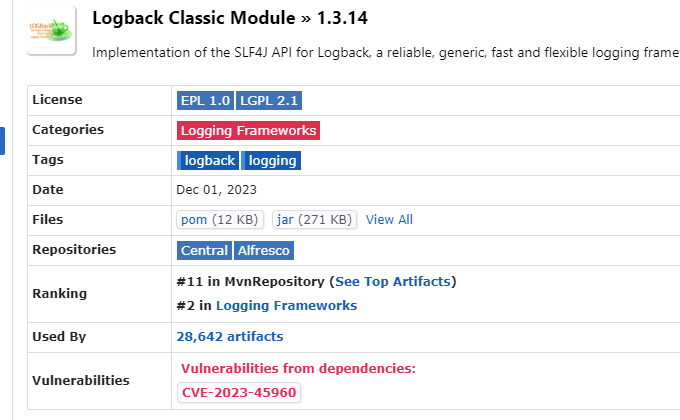 Logback Classic Module » 1.3.14
Implementation of the SLF4J API for Logback, a reliable, generic, fast and flexible logging frame
License EPL 1.0 LGPL 2.1
Categories Logging Frameworks
Tags logback logging
Date Dec 01, 2023
Files pom (12 KB) jar (271 KB) View All
Repositories Central Alfresco
Ranking #11 in MvnRepository (See Top Artifacts)
#2 in Logging Frameworks
Used By 28,642 artifacts
Vulnerabilities Vulnerabilities from dependencies:
CVE-2023-45960